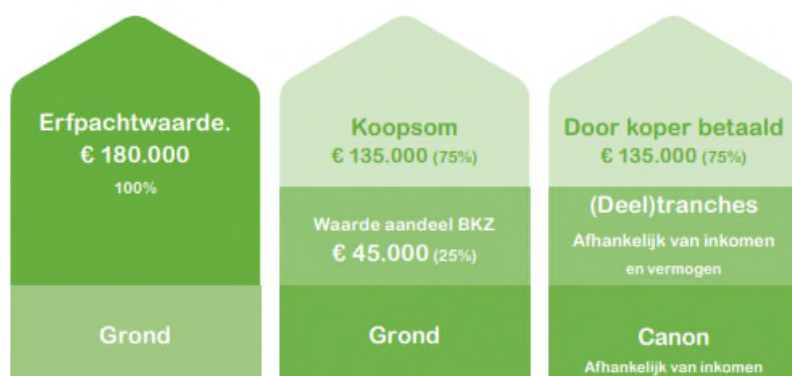 Erfpachtwaarde.
€ 180.000
100%
Grond
Koopsom
€ 135.000 (75%)
Waarde aandeel BKZ
€ 45.000 (25%)
Grond
Door koper betaald
€ 135.000 (75%)
(Deel)tranches
Afhankelijk van inkomen
en vermogen
Canon
Afhankelijk van inkomen